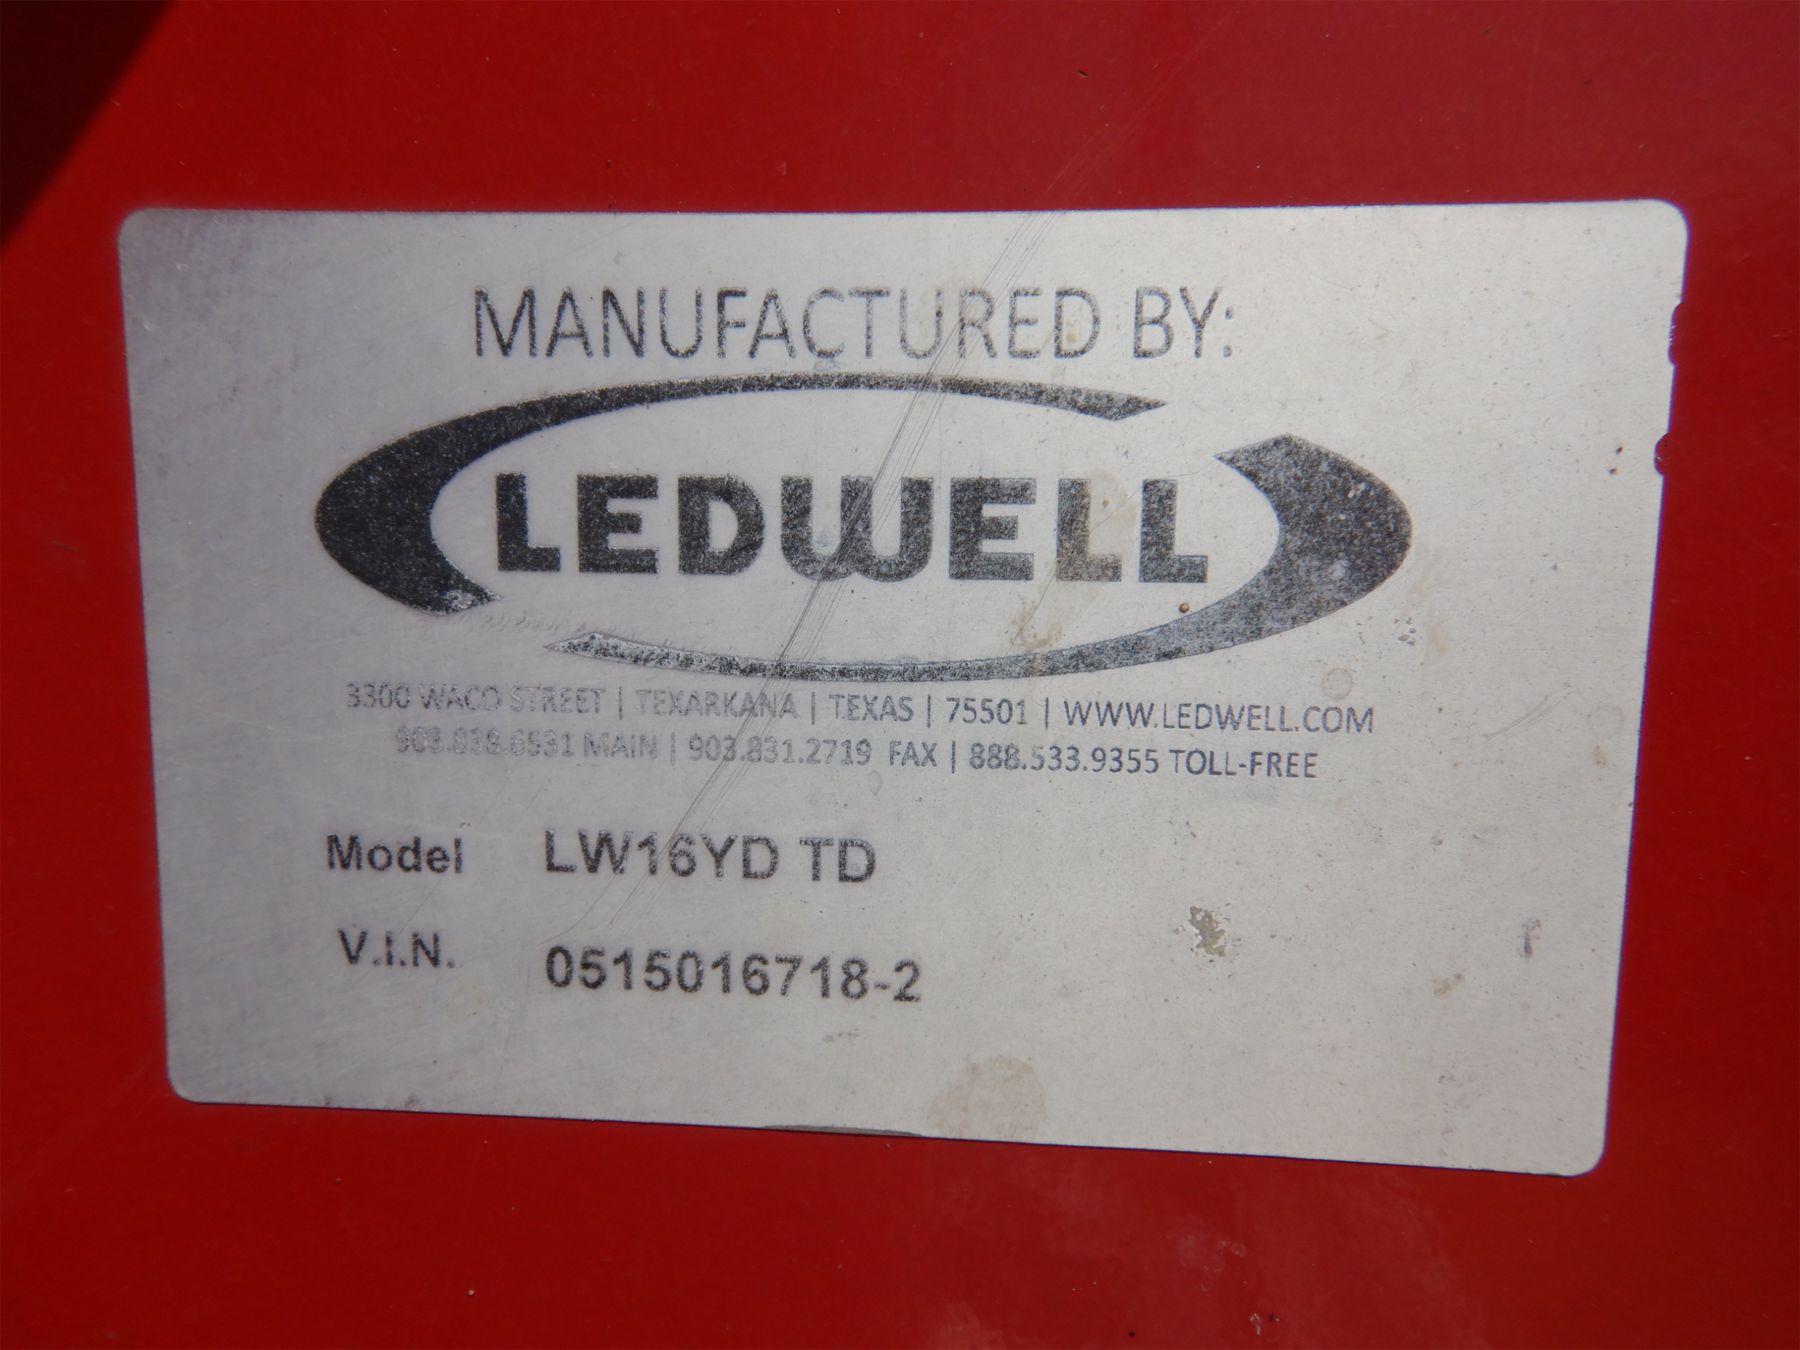 MANUFACTURED BY:
LEDWELL
3300 WACO STREET | TEXARKANA | TEXAS | 75501 | WWW.LEDWELL.COM
903.838.6531 MAIN | 903.831.2719 FAX | 888.533.9355 TOLL-FREE
Model LW16YD TD
V.I.N. 0515016718-2